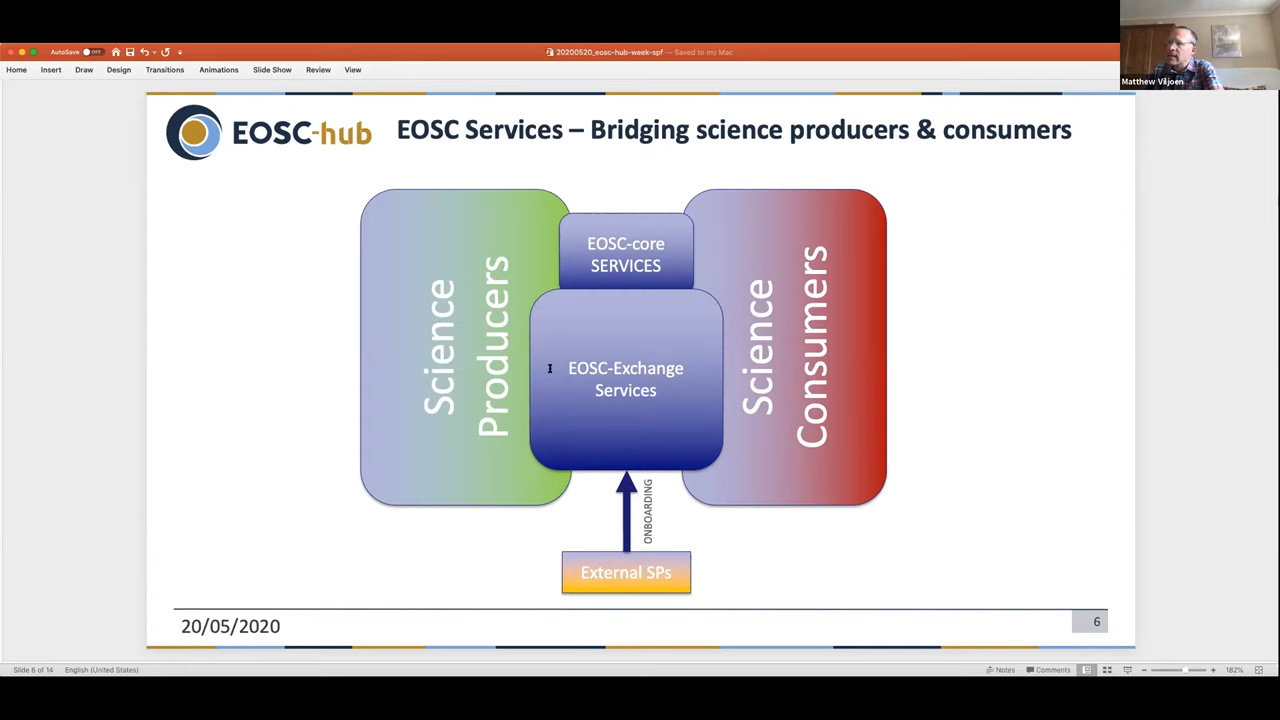 AutoSave OFF
20200520_eosc-hub-week-spf — Saved to my Mac
Home Insert Draw Design Transitions Animations Slide Show Review View
Matthew Viljoen
EOSC-hub
EOSC Services – Bridging science producers & consumers
Science
Producers
EOSC-core
SERVICES
EOSC-Exchange
Services
Science
Consumers
ONBOARDING
External SPs
20/05/2020
6
Slide 6 of 14 English (United States)
Notes Comments 182%